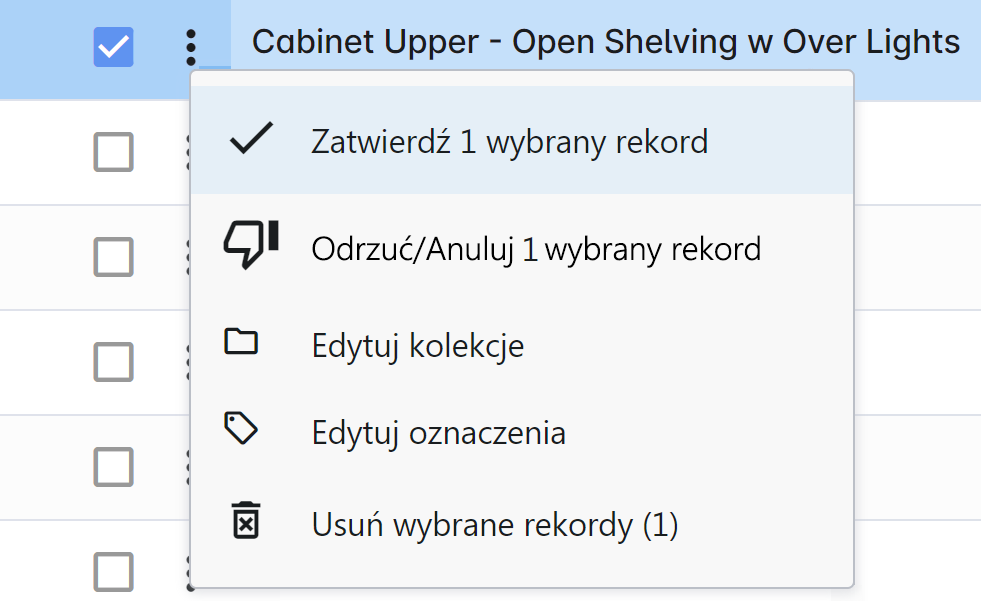 Cabinet Upper - Open Shelving w Over Lights
Zatwierdź 1 wybrany rekord
Odrzuć/Anuluj 1 wybrany rekord
Edytuj kolekcje
Edytuj oznaczenia
Usuń wybrane rekordy (1)